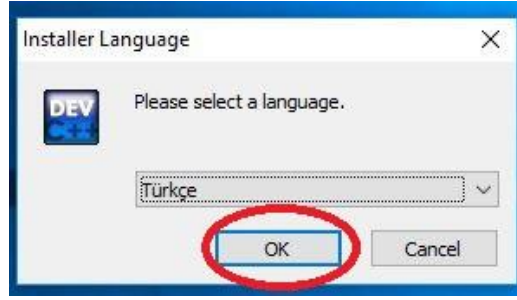 Installer Language
DEV
C++
Please select a language.
Türkçe
OK
Cancel